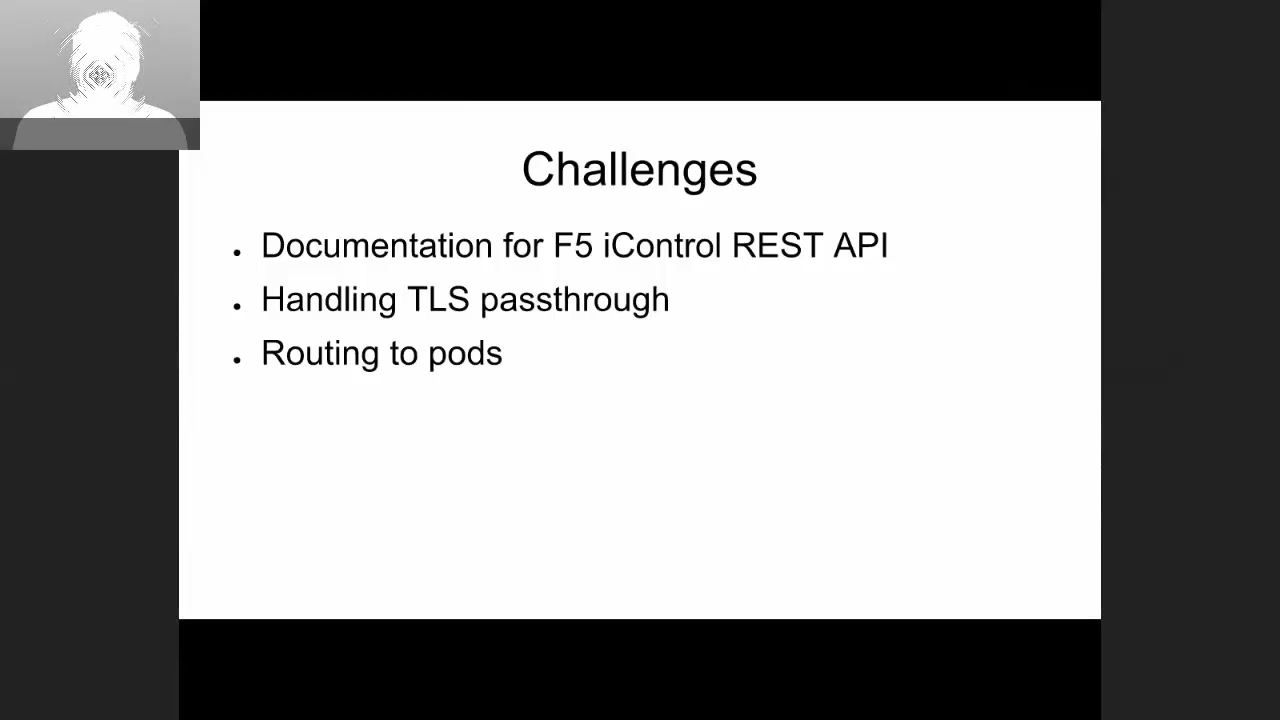 Challenges
• Documentation for F5 iControl REST API
• Handling TLS passthrough
• Routing to pods